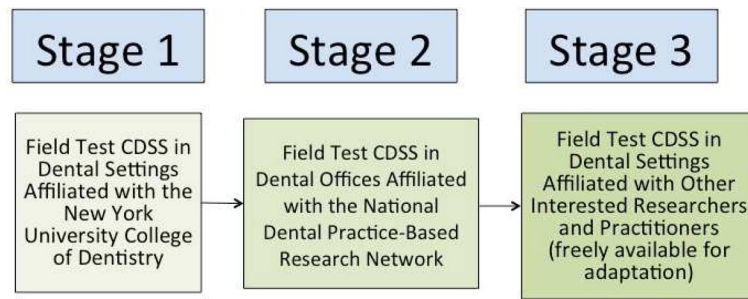 Stage 1
Stage 2
Stage 3
Field Test CDSS in
Dental Settings
Affiliated with the
New York
University College
of Dentistry
Field Test CDSS in
Dental Offices Affiliated
with the National
Dental Practice-Based
Research Network
Field Test CDSS in
Dental Settings
Affiliated with Other
Interested Researchers
and Practitioners
(freely available for
adaptation)